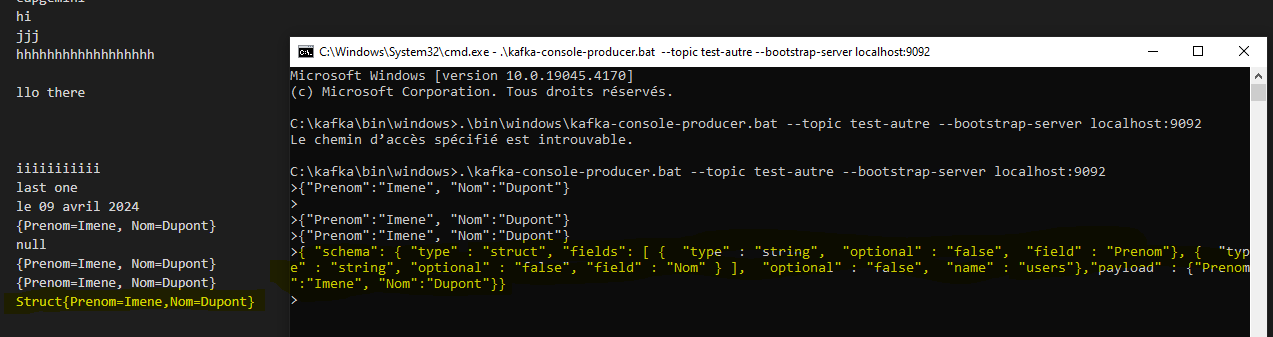 hi
jjj
hhhhhhhhhhhhhhhhhh
llo there
iiiiiiiiiii
last one
le 09 avril 2024
{Prenom=Imene, Nom=Dupont}
null
{Prenom=Imene, Nom=Dupont}
{Prenom=Imene, Nom=Dupont}
Struct{Prenom=Imene,Nom=Dupont}
C:\Windows\System32\cmd.exe - .\kafka-console-producer.bat --topic test-autre --bootstrap-server localhost:9092
Microsoft Windows [version 10.0.19045.4170]
(c) Microsoft Corporation. Tous droits réservés.
C:\kafka\bin\windows>.\bin\windows\kafka-console-producer.bat --topic test-autre --bootstrap-server localhost:9092
Le chemin d’accès spécifié est introuvable.
C:\kafka\bin\windows>.\kafka-console-producer.bat --topic test-autre --bootstrap-server localhost:9092
>{"Prenom":"Imene", "Nom":"Dupont"}
>
>{"Prenom":"Imene", "Nom":"Dupont"}
>{"Prenom":"Imene", "Nom":"Dupont"}
>{ "schema": { "type" : "struct", "fields": [ {  "type" : "string",  "optional" : "false",  "field" : "Prenom"}, {  "typ
e" : "string", "optional" : "false", "field" : "Nom" } ],  "optional" : "false",  "name" : "users"},"payload" : {"Prenom
":"Imene", "Nom":"Dupont"}}
>